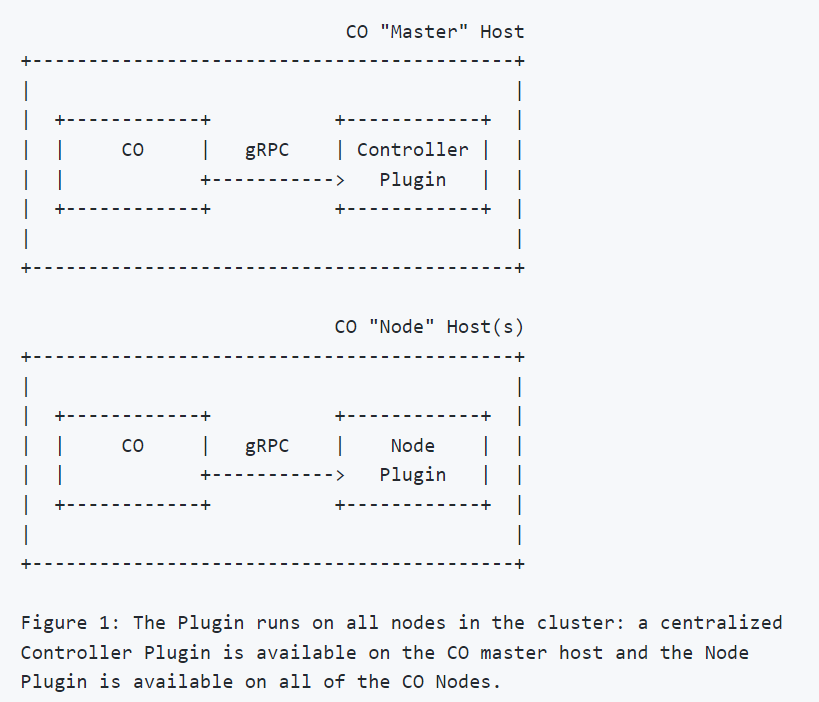 CO "Master" Host
+-------------------------------------------+
|                                           |
|  +------------+           +------------+  |
|  |     CO     |   gRPC    | Controller |  |
|  |            +----------->   Plugin   |  |
|  +------------+           +------------+  |
|                                           |
+-------------------------------------------+
CO "Node" Host(s)
+-------------------------------------------+
|                                           |
|  +------------+           +------------+  |
|  |     CO     |   gRPC    |    Node    |  |
|  |            +----------->   Plugin   |  |
|  +------------+           +------------+  |
|                                           |
+-------------------------------------------+
Figure 1: The Plugin runs on all nodes in the cluster: a centralized
Controller Plugin is available on the CO master host and the Node
Plugin is available on all of the CO Nodes.